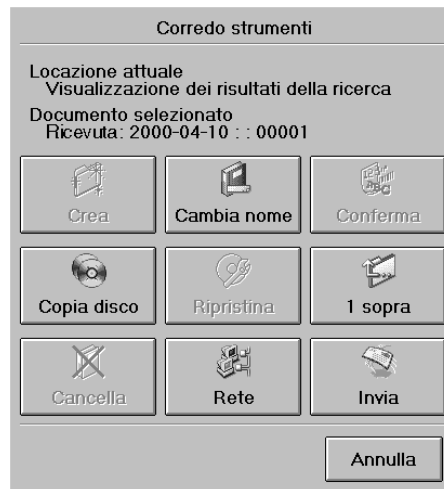 Corredo strumenti
Locazione attuale
Visualizzazione dei risultati della ricerca
Documento selezionato
Ricevuta: 2000-04-10 : : 00001
Crea
Cambia nome
Conferma
Copia disco
Ripristina
1 sopra
Cancella
Rete
Invia
Annulla